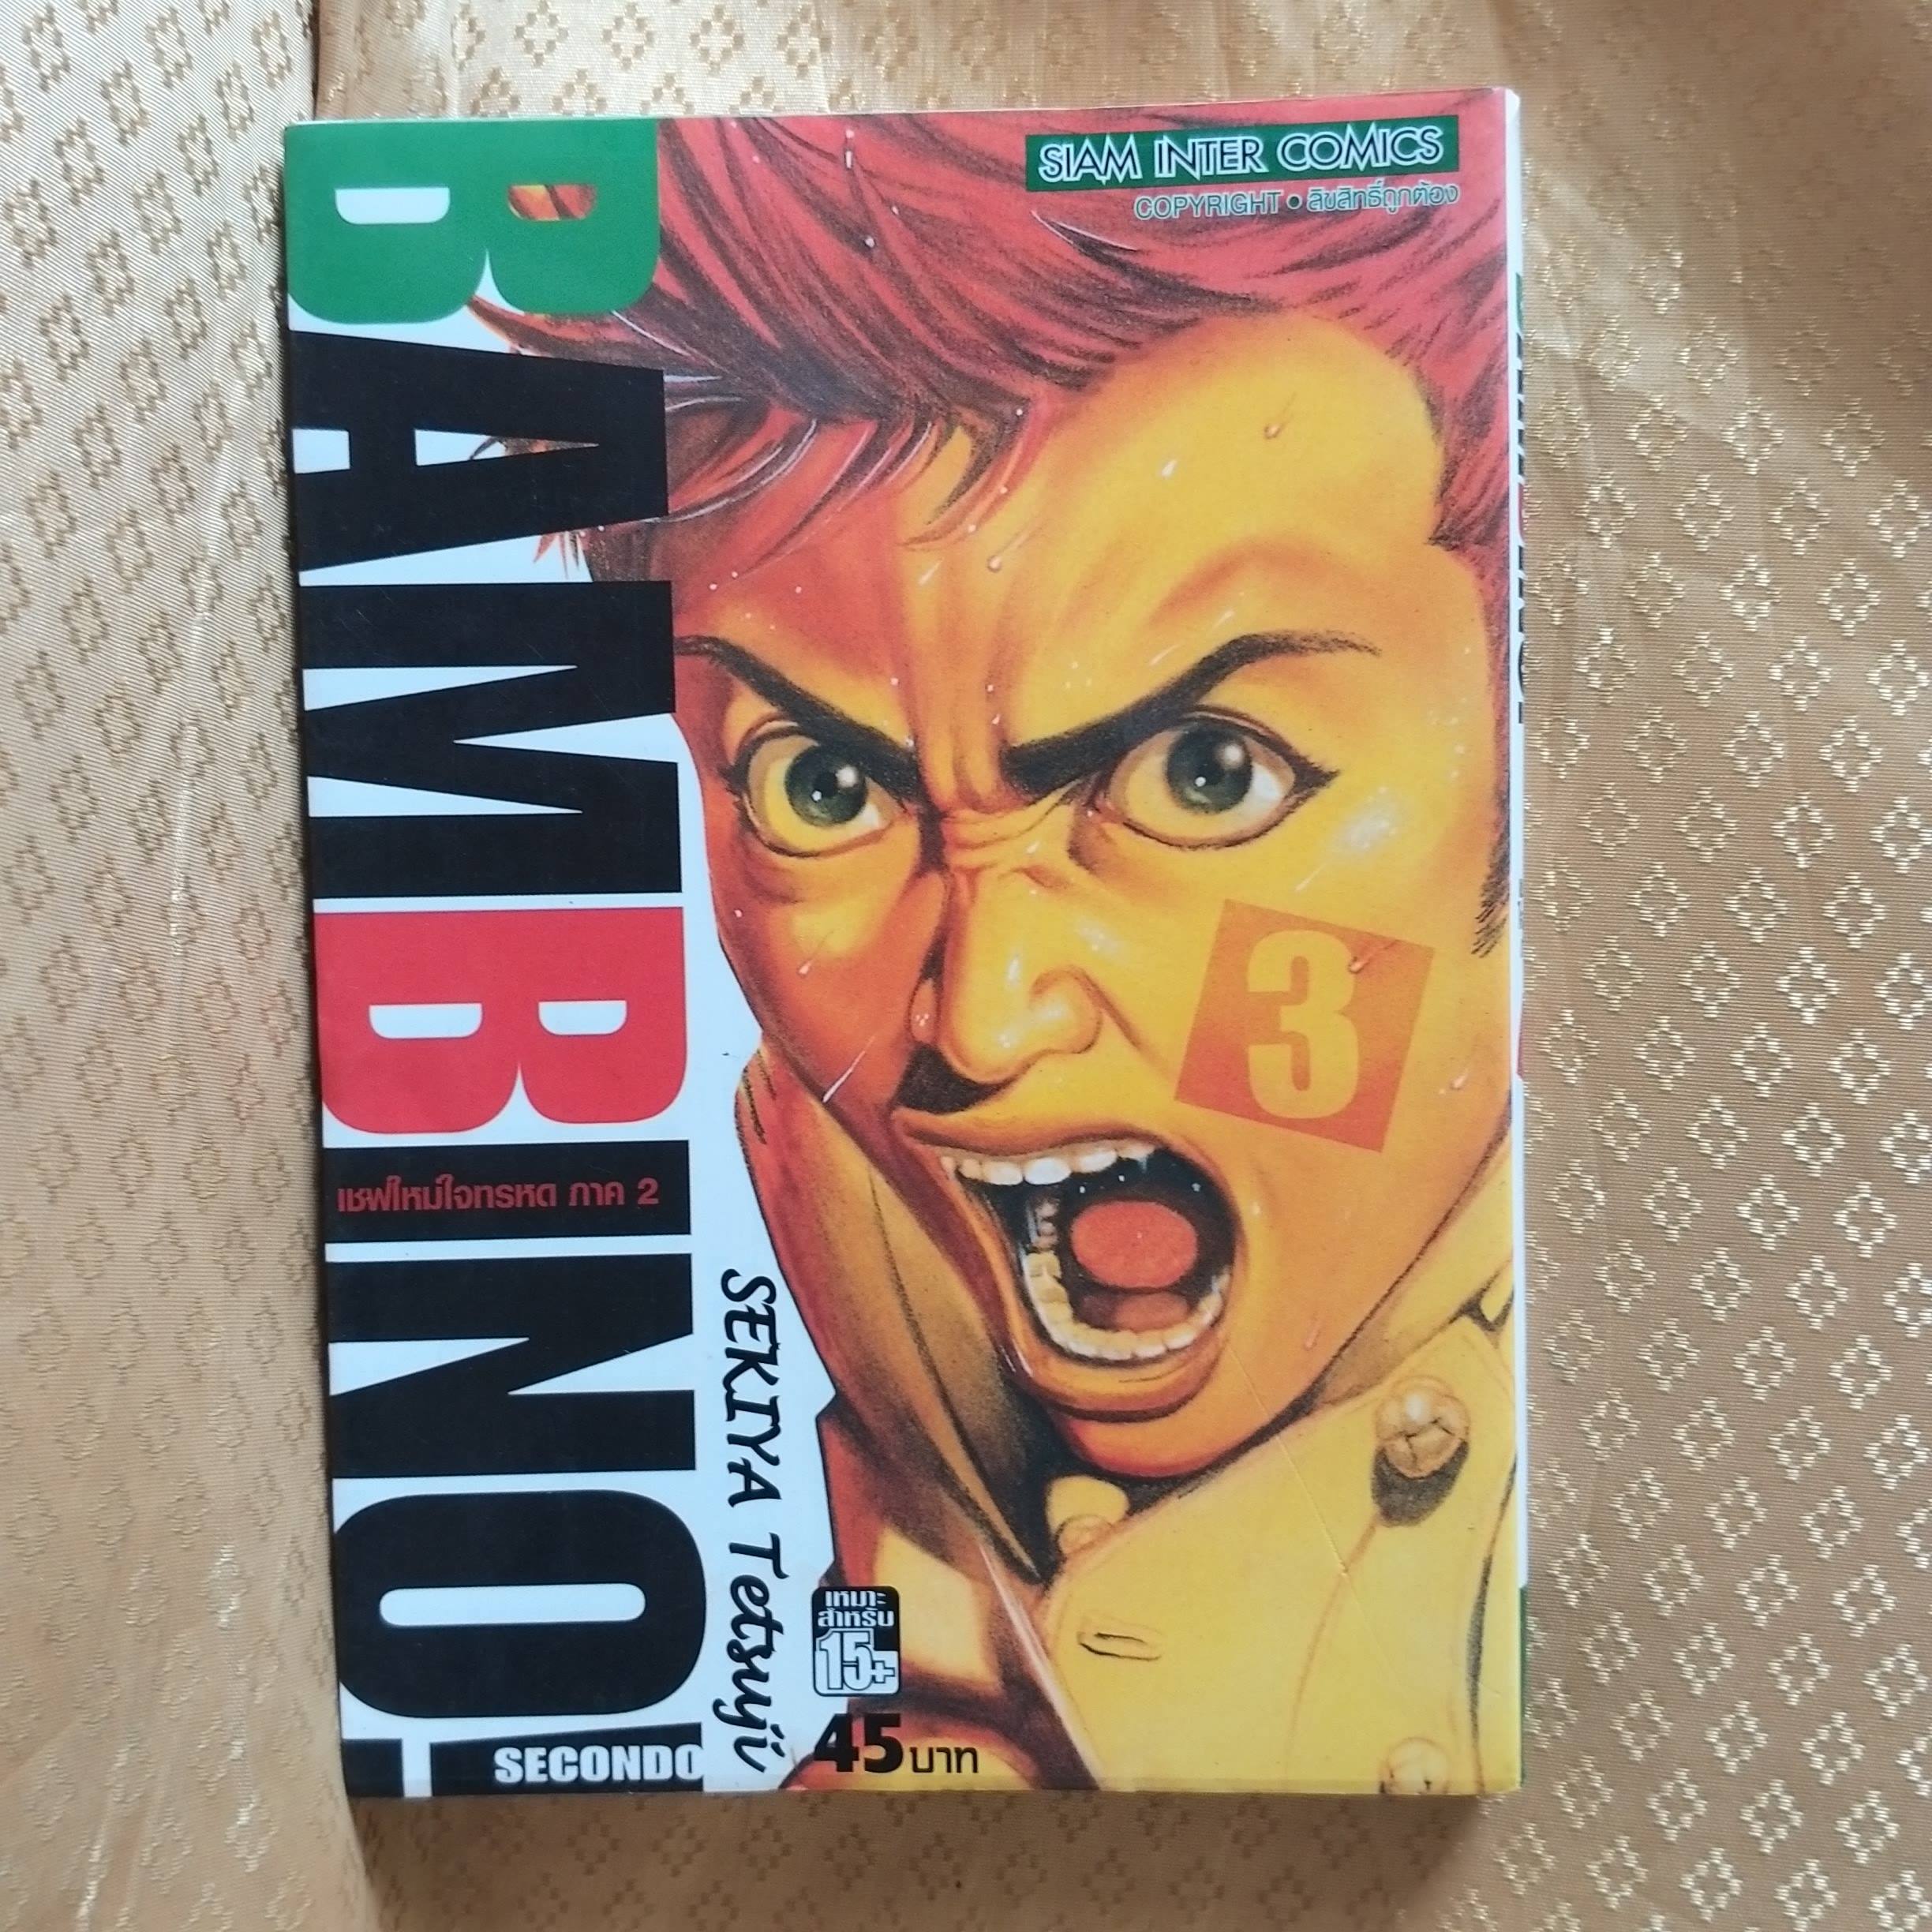 SIAM INTER COMICS
COPYRIGHT • ลิขสิทธิ์ถูกต้อง
BAMBINO
เชฟใหม่ใจทรหด ภาค 2
SECONDO
SEKIYA Tetsuji
3
เหมาะ
สำหรับ
15+
45 บาท